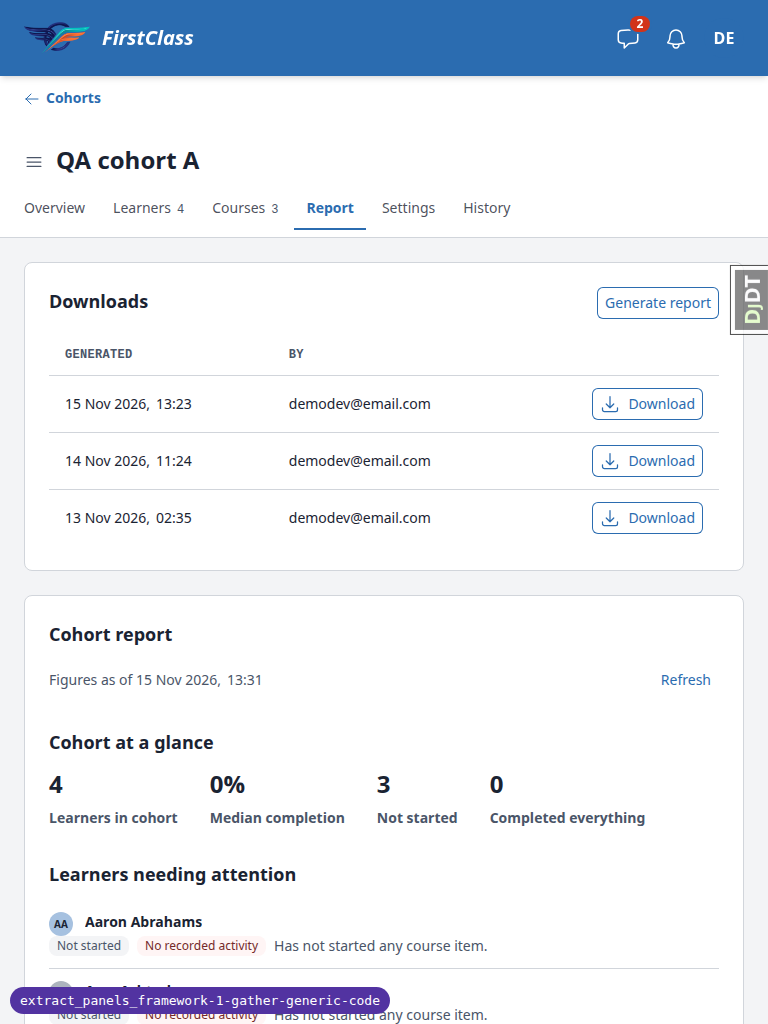 FirstClass
2
DE
Cohorts
QA cohort A
Overview
Learners 4
Courses 3
Report
Settings
History
DjDT
Downloads
Generate report
GENERATED
BY
15 Nov 2026, 13:23
demodev@email.com
Download
14 Nov 2026, 11:24
demodev@email.com
Download
13 Nov 2026, 02:35
demodev@email.com
Download
Cohort report
Figures as of 15 Nov 2026, 13:31
Refresh
Cohort at a glance
4
0%
3
0
Learners in cohort
Median completion
Not started
Completed everything
Learners needing attention
AA
Aaron Abrahams
Not started
No recorded activity
Has not started any course item.
extract_panels_framework-1-gather-generic-code
Not started
No recorded activity
Has not started any course item.